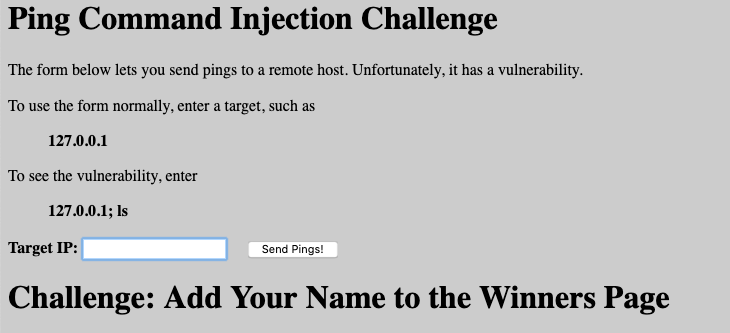 Ping Command Injection Challenge
The form below lets you send pings to a remote host. Unfortunately, it has a vulnerability.
To use the form normally, enter a target, such as
127.0.0.1
To see the vulnerability, enter
127.0.0.1; ls
Target IP: Send Pings!
Challenge: Add Your Name to the Winners Page